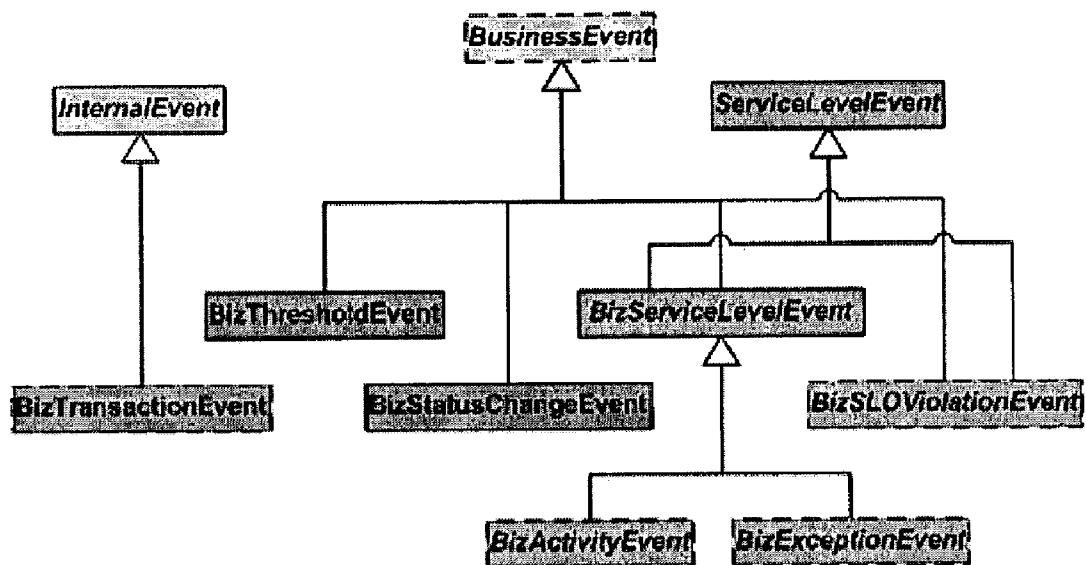 BusinessEvent
InternalEvent
ServiceLevelEvent
BizThresholdEvent
BizServiceLevelEvent
BizTransactionEvent
BizStatusChangeEvent
BizSLOViolationEvent
BizActivityEvent
BizExceptionEvent